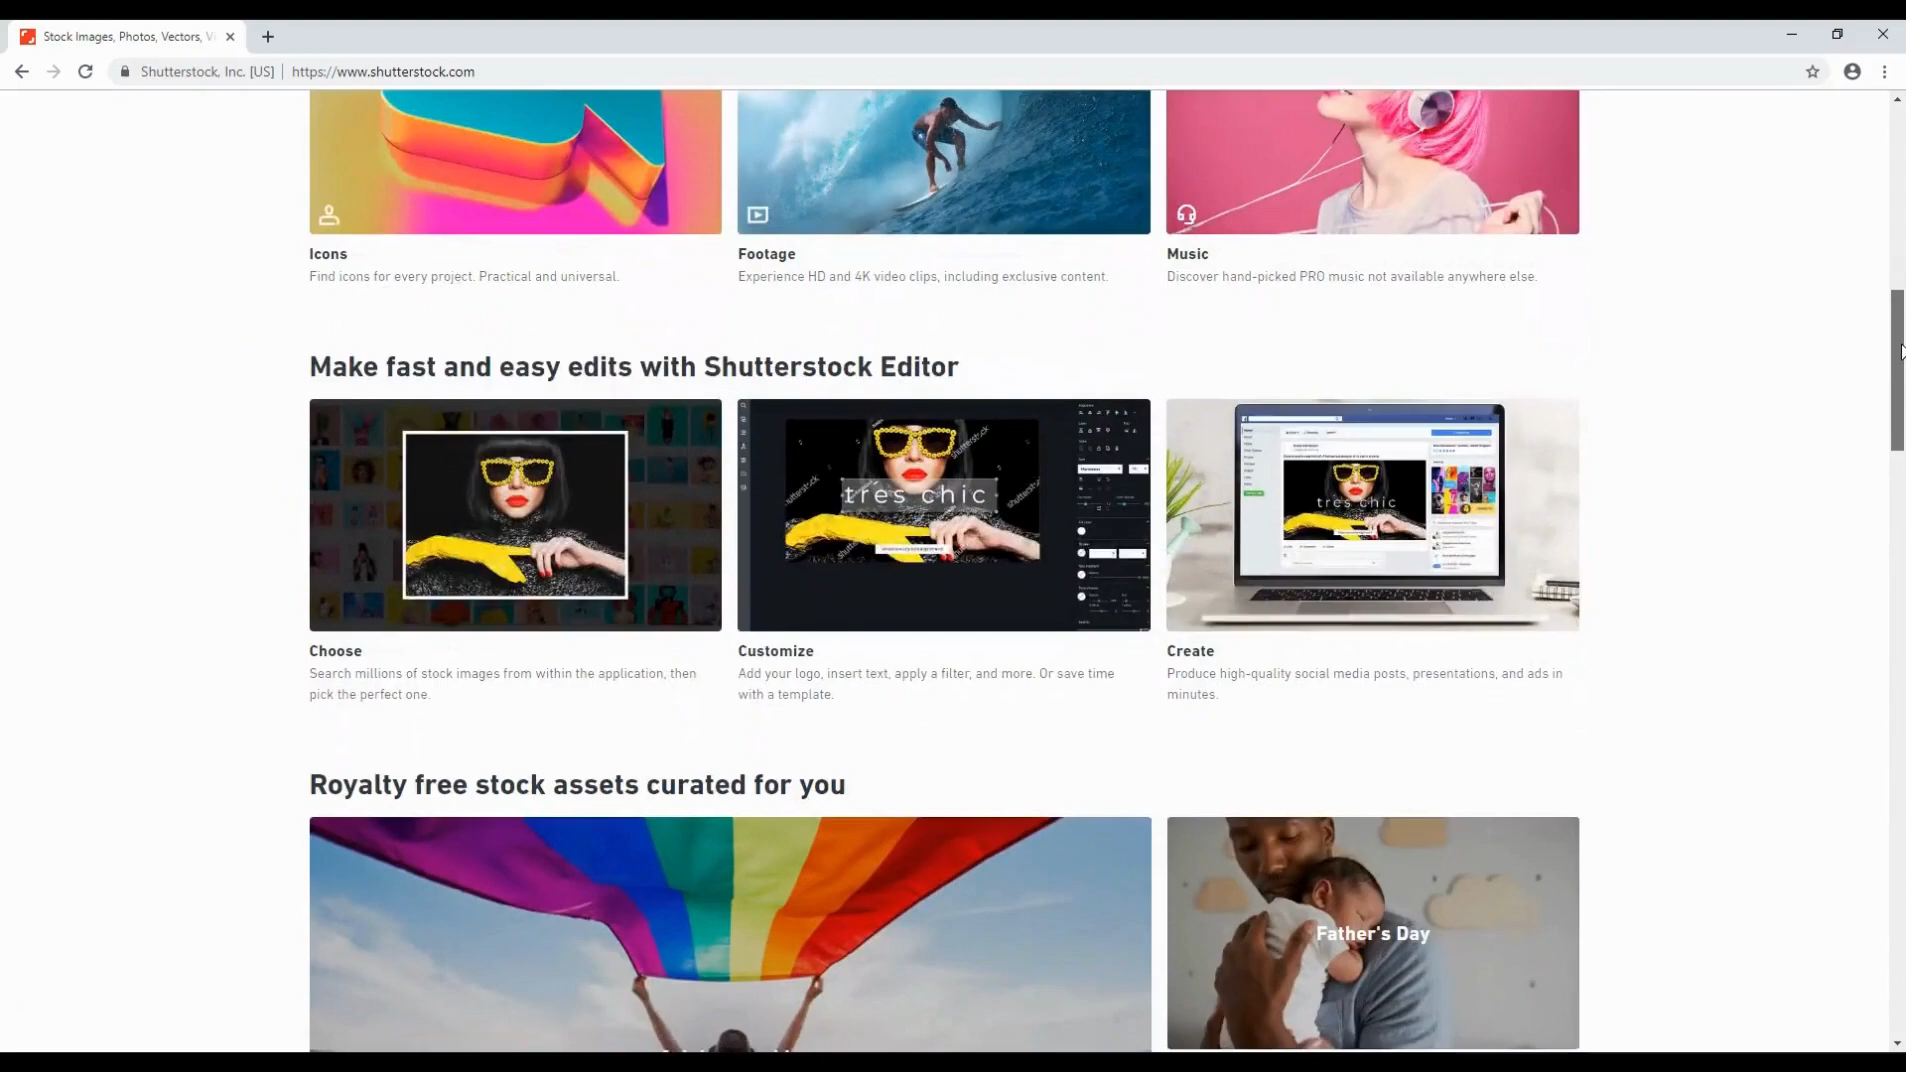 Stock Images, Photos, Vectors, V
Shutterstock, Inc. [US]
https://www.shutterstock.com
Icons
Footage
Music
Find icons for every project. Practical and universal.
Experience HD and 4K video clips, including exclusive content.
Discover hand-picked PRO music not available anywhere else.
Make fast and easy edits with Shutterstock Editor
très chic
très chic
Choose
Customize
Create
Search millions of stock images from within the application, then
pick the perfect one.
Add your logo, insert text, apply a filter, and more. Or save time
with a template.
Produce high-quality social media posts, presentations, and ads in
minutes.
Royalty free stock assets curated for you
Father's Day